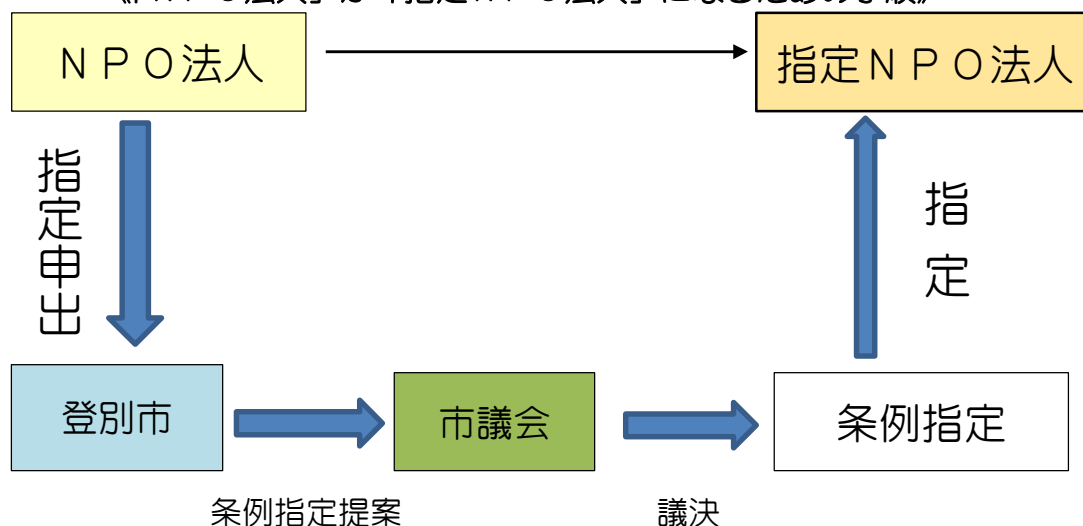 ＮＰＯ法人
指定ＮＰＯ法人
指定申出
指定
登別市
市議会
条例指定
条例指定提案
議決